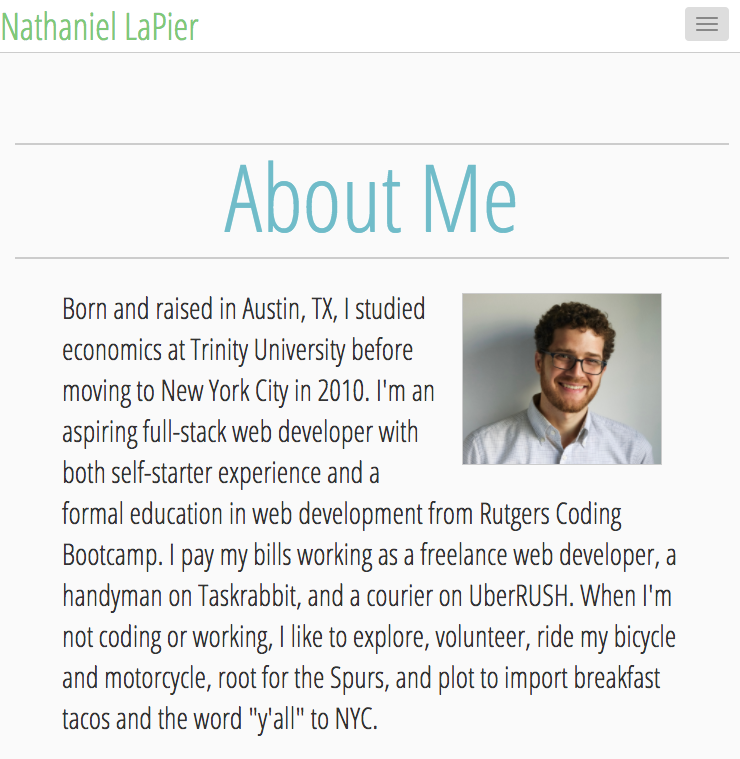 Nathaniel LaPier
About Me
Born and raised in Austin, TX, I studied
economics at Trinity University before
moving to New York City in 2010. I'm an
aspiring full-stack web developer with
both self-starter experience and a
formal education in web development from Rutgers Coding
Bootcamp. I pay my bills working as a freelance web developer, a
handyman on Taskrabbit, and a courier on UberRUSH. When I'm
not coding or working, I like to explore, volunteer, ride my bicycle
and motorcycle, root for the Spurs, and plot to import breakfast
tacos and the word "y'all" to NYC.